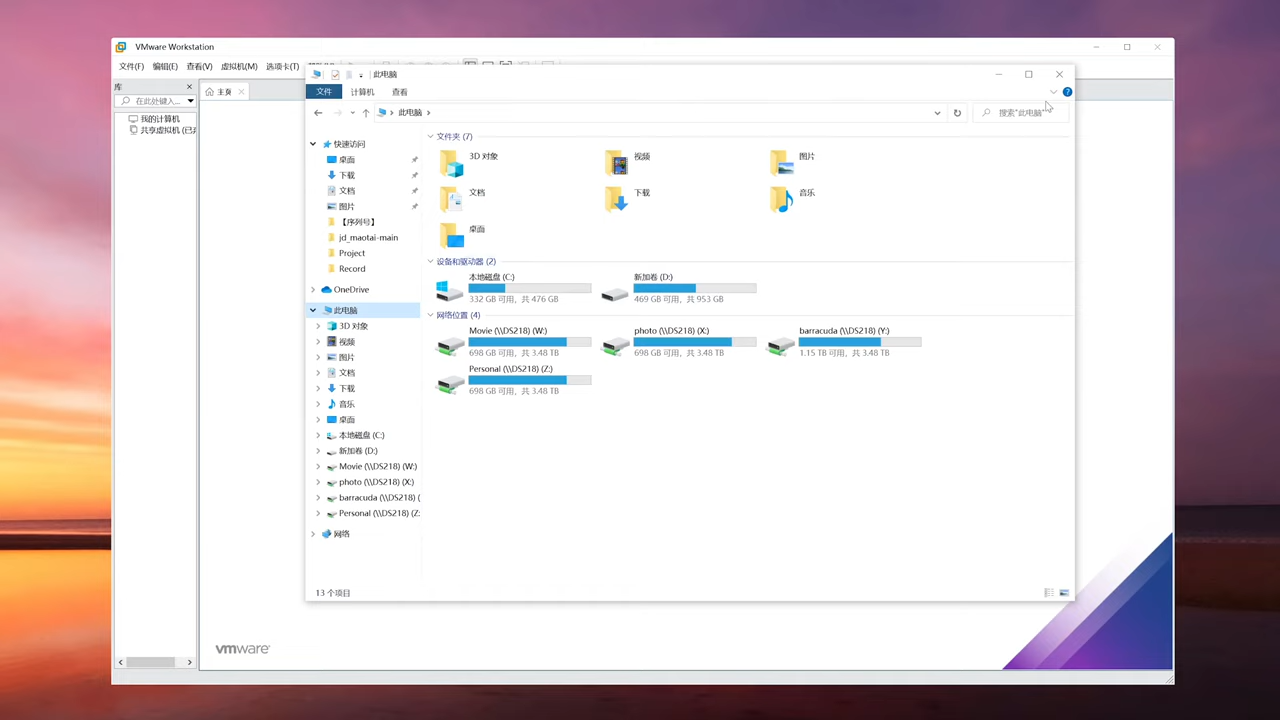 VMware Workstation
文件(F) 编辑(E) 查看(V) 虚拟机(M) 选项卡(T)
库
主页
在此处键入...
我的计算机
共享虚拟机 (已弃
此电脑
文件 计算机 查看
此电脑
搜索"此电脑"
快速访问
桌面
下载
文档
图片
【序列号】
jd_maotai-main
Project
Record
OneDrive
此电脑
3D 对象
视频
图片
文档
下载
音乐
桌面
本地磁盘 (C:)
新加卷 (D:)
Movie (\\DS218) (W:)
photo (\\DS218) (X:)
barracuda (\\DS218) (
Personal (\\DS218) (Z:
网络
文件夹 (7)
3D 对象 视频 图片
文档 下载 音乐
桌面
设备和驱动器 (2)
本地磁盘 (C:) 新加卷 (D:)
332 GB 可用，共 476 GB 469 GB 可用，共 953 GB
网络位置 (4)
Movie (\\DS218) (W:) photo (\\DS218) (X:) barracuda (\\DS218) (Y:)
698 GB 可用，共 3.48 TB 698 GB 可用，共 3.48 TB 1.15 TB 可用，共 3.48 TB
Personal (\\DS218) (Z:)
698 GB 可用，共 3.48 TB
13 个项目
vmware